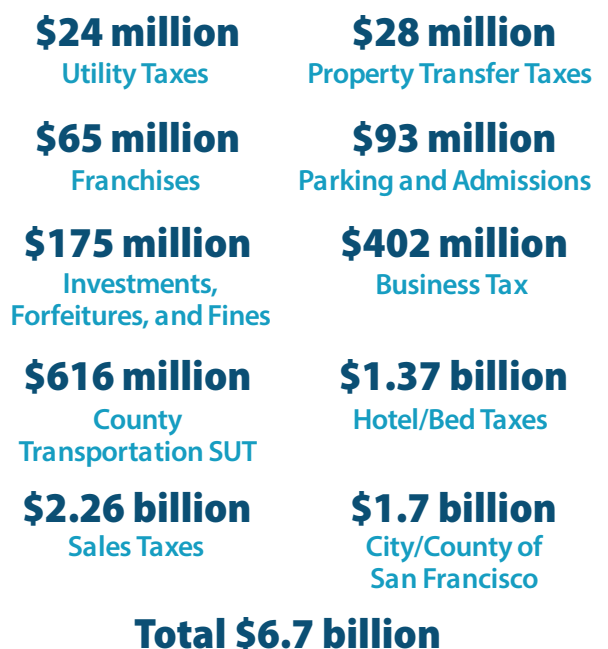 $24 million
Utility Taxes
$28 million
Property Transfer Taxes
$65 million
Franchises
$93 million
Parking and Admissions
$175 million
Investments,
Forfeitures, and Fines
$402 million
Business Tax
$616 million
County
Transportation SUT
$1.37 billion
Hotel/Bed Taxes
$2.26 billion
Sales Taxes
$1.7 billion
City/County of
San Francisco
Total $6.7 billion